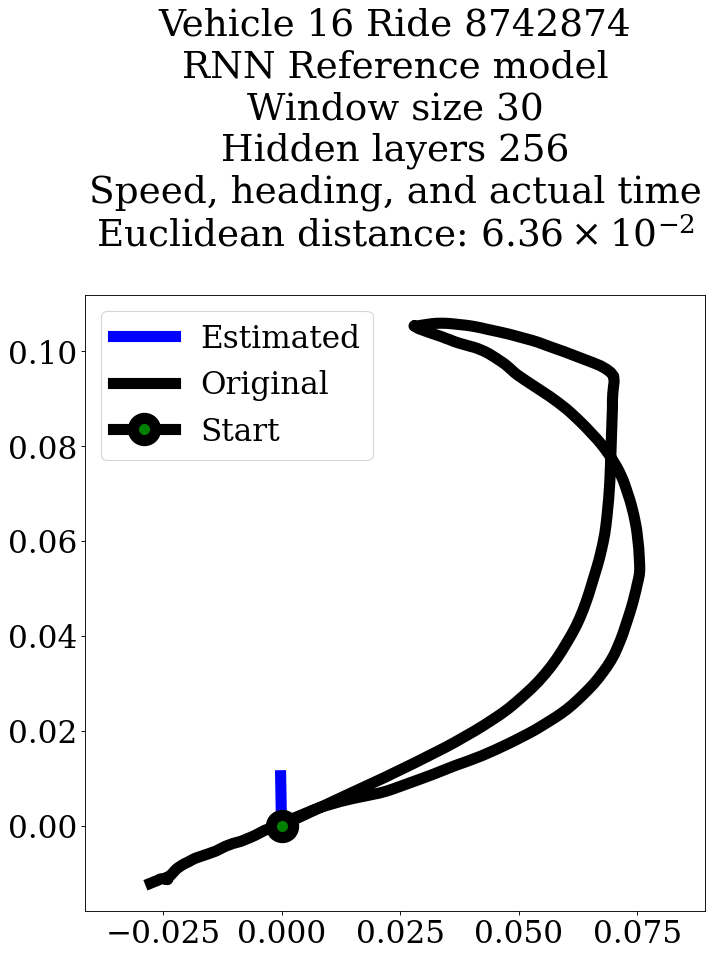 Vehicle 16 Ride 8742874
RNN Reference model
Window size 30
Hidden layers 256
Speed, heading, and actual time
Euclidean distance: 6.36 × 10⁻²
Estimated
Original
Start
0.10
0.08
0.06
0.04
0.02
0.00
−0.025 0.000 0.025 0.050 0.075